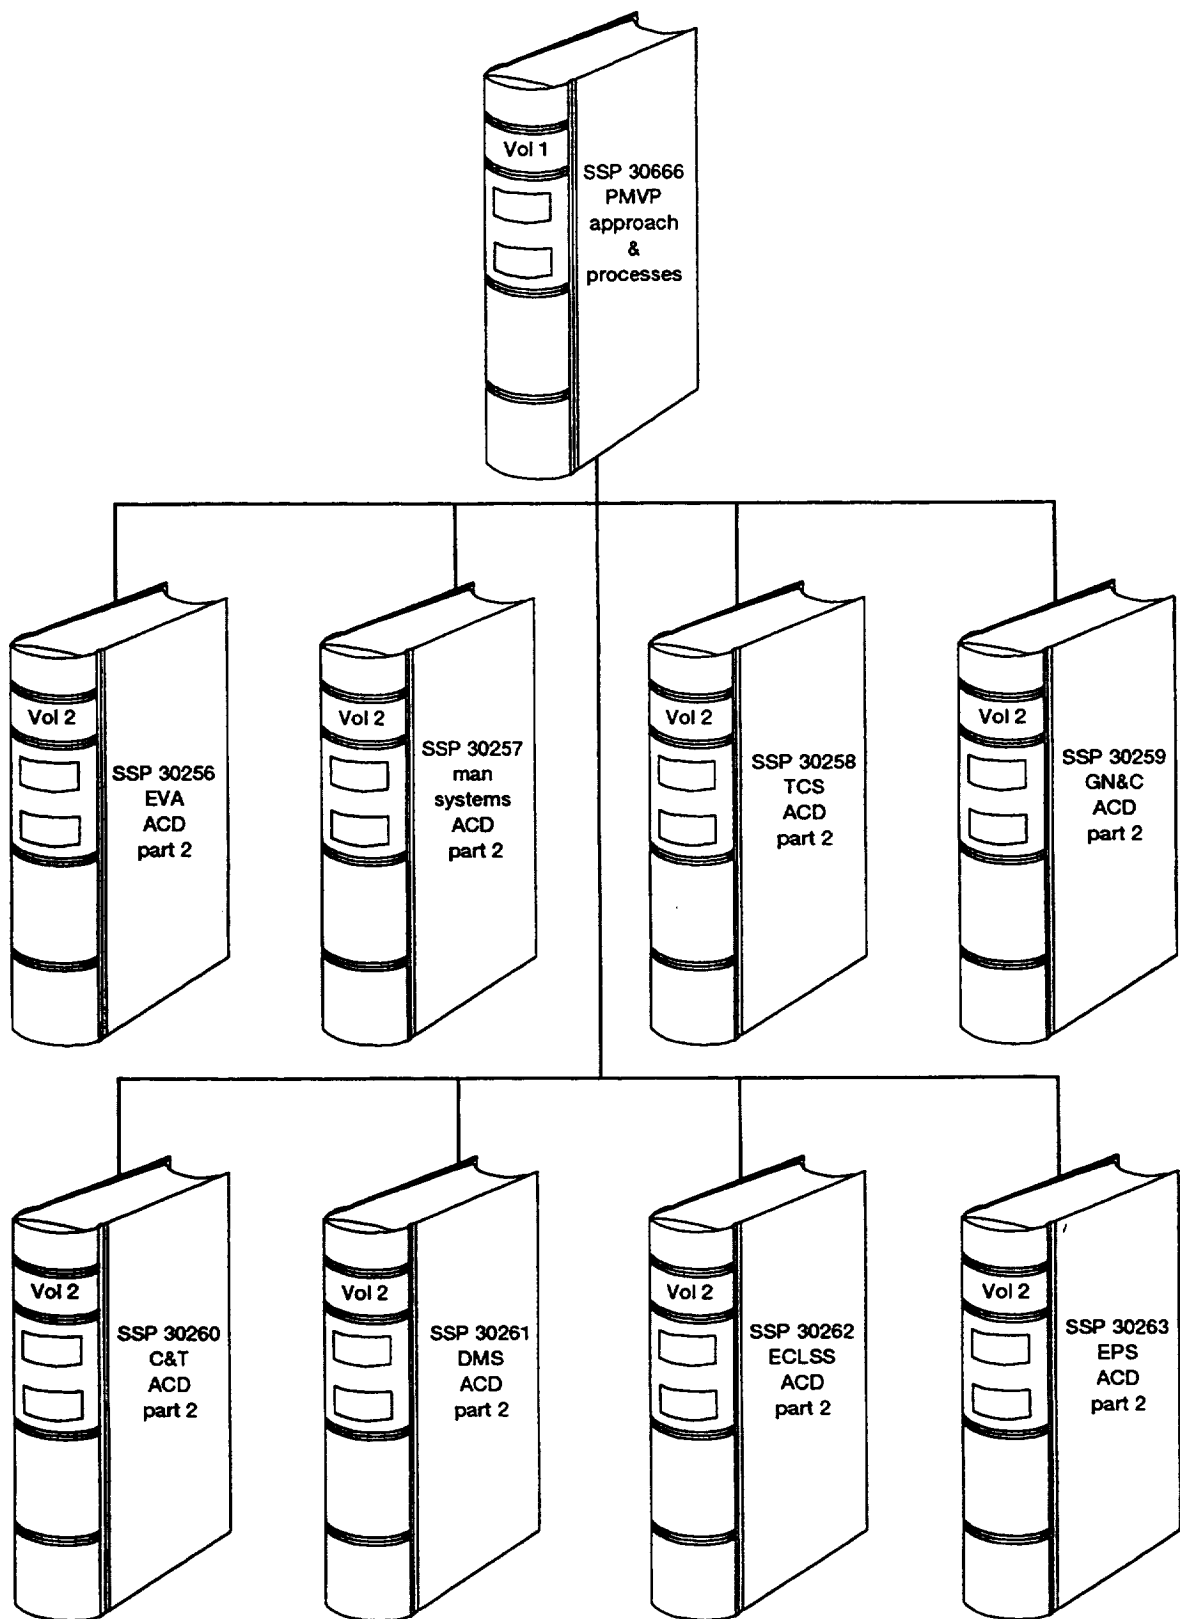 Vol 1
SSP 30666
PMVP
approach
&
processes
Vol 2
SSP 30256
EVA
ACD
part 2
Vol 2
SSP 30257
man
systems
ACD
part 2
Vol 2
SSP 30258
TCS
ACD
part 2
Vol 2
SSP 30259
GN&C
ACD
part 2
Vol 2
SSP 30260
C&T
ACD
part 2
Vol 2
SSP 30261
DMS
ACD
part 2
Vol 2
SSP 30262
ECLSS
ACD
part 2
Vol 2
SSP 30263
EPS
ACD
part 2